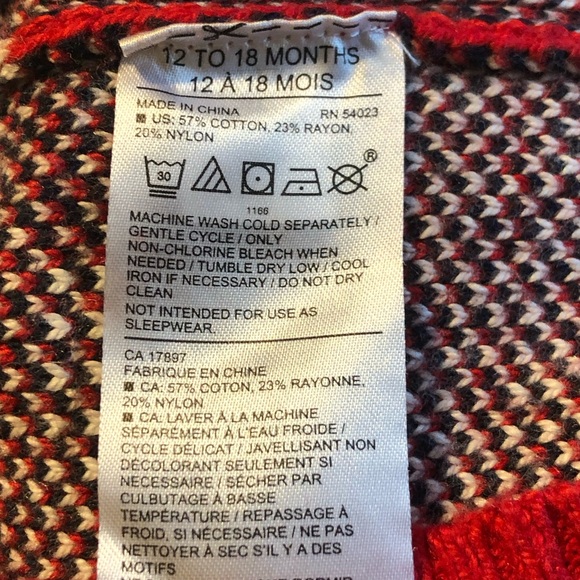 12 TO 18 MONTHS
12 À 18 MOIS
MADE IN CHINA RN 54023
US: 57% COTTON, 23% RAYON,
20% NYLON
30 ®
1166
MACHINE WASH COLD SEPARATELY /
GENTLE CYCLE / ONLY
NON-CHLORINE BLEACH WHEN
NEEDED / TUMBLE DRY LOW / COOL
IRON IF NECESSARY / DO NOT DRY
CLEAN
NOT INTENDED FOR USE AS
SLEEPWEAR.
CA 17897
FABRIQUE EN CHINE
CA: 57% COTON, 23% RAYONNE,
20% NYLON
CA: LAVER À LA MACHINE
SÉPARÉMENT À L'EAU FROIDE /
CYCLE DÉLICAT / JAVELLISANT NON
DÉCOLORANT SEULEMENT SI
NECESSAIRE / SÉCHER PAR
CULBUTAGE À BASSE
TEMPÉRATURE / REPASSAGE À
FROID, SI NÉCESSAIRE / NE PAS
NETTOYER À SEC S'IL Y A DES
MOTIFS